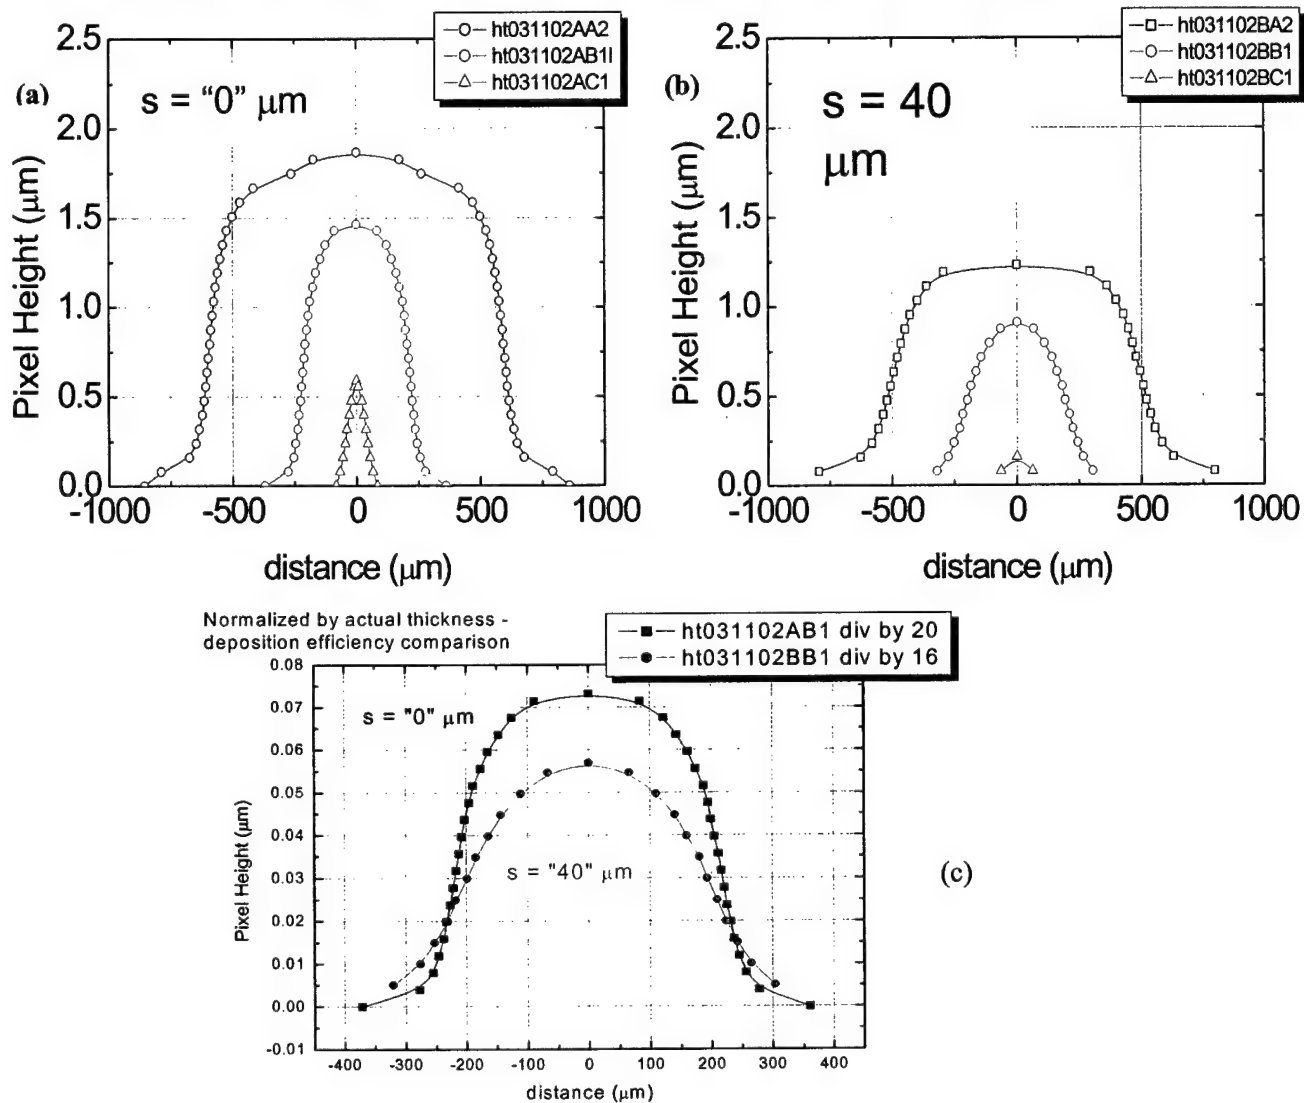 ht031102AA2
ht031102AB1I
ht031102AC1
(a)
s = "0" μm
2.5
2.0
1.5
1.0
0.5
0.0
Pixel Height (μm)
-1000
-500
0
500
1000
distance (μm)
ht031102BA2
ht031102BB1
ht031102BC1
(b)
s = 40
μm
2.5
2.0
1.5
1.0
0.5
0.0
Pixel Height (μm)
-1000
-500
0
500
1000
distance (μm)
Normalized by actual thickness -
deposition efficiency comparison
ht031102AB1 div by 20
ht031102BB1 div by 16
s = "0" μm
s = "40" μm
0.08
0.07
0.06
0.05
0.04
0.03
0.02
0.01
0.00
-0.01
Pixel Height (μm)
-400
-300
-200
-100
0
100
200
300
400
distance (μm)
(c)